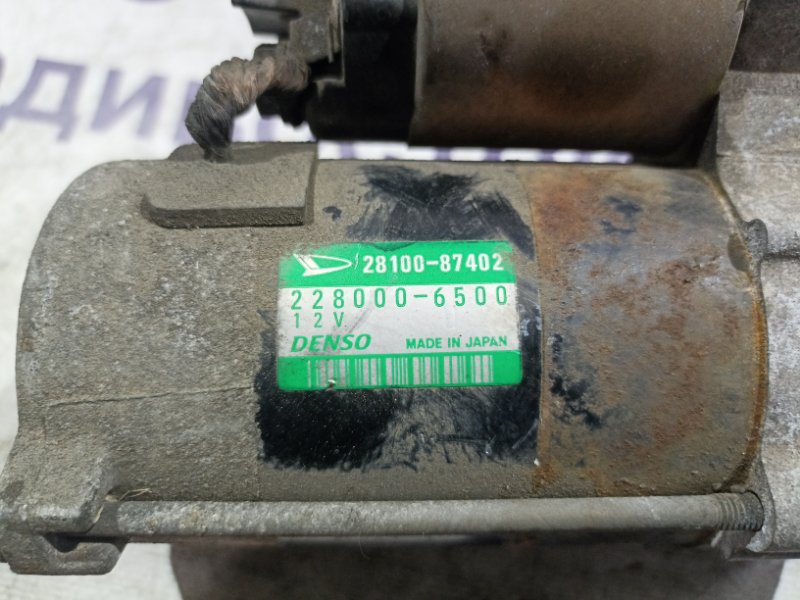 28100-87402
228000-6500
12V
DENSO MADE IN JAPAN